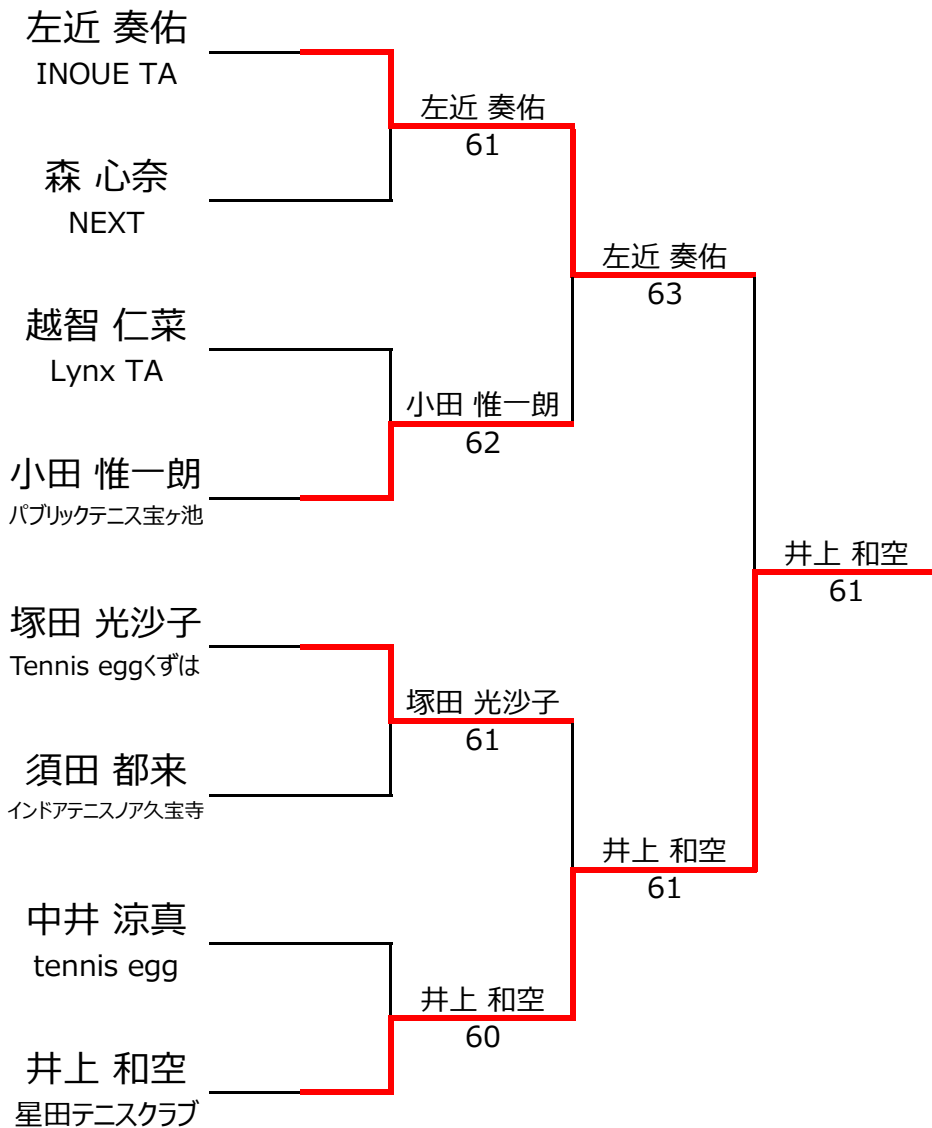 左近 奏佑
INOUE TA
左近 奏佑
61
森 心奈
NEXT
左近 奏佑
63
越智 仁菜
Lynx TA
小田 惟一朗
62
小田 惟一朗
パブリックテニス宝ヶ池
井上 和空
61
塚田 光沙子
Tennis eggくずは
塚田 光沙子
61
須田 都来
インドアテニスノア久宝寺
井上 和空
61
中井 涼真
tennis egg
井上 和空
60
井上 和空
星田テニスクラブ